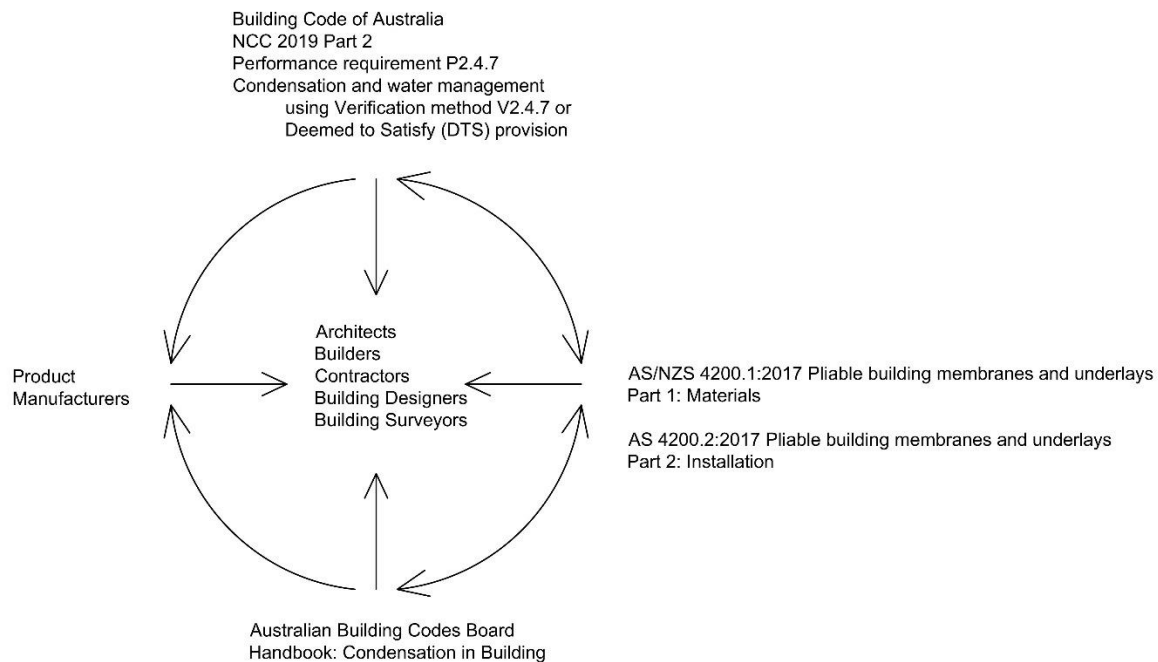 Building Code of Australia
NCC 2019 Part 2
Performance requirement P2.4.7
Condensation and water management
using Verification method V2.4.7 or
Deemed to Satisfy (DTS) provision
Product
Manufacturers
Architects
Builders
Contractors
Building Designers
Building Surveyors
AS/NZS 4200.1:2017 Pliable building membranes and underlays
Part 1: Materials
AS 4200.2:2017 Pliable building membranes and underlays
Part 2: Installation
Australian Building Codes Board
Handbook: Condensation in Building